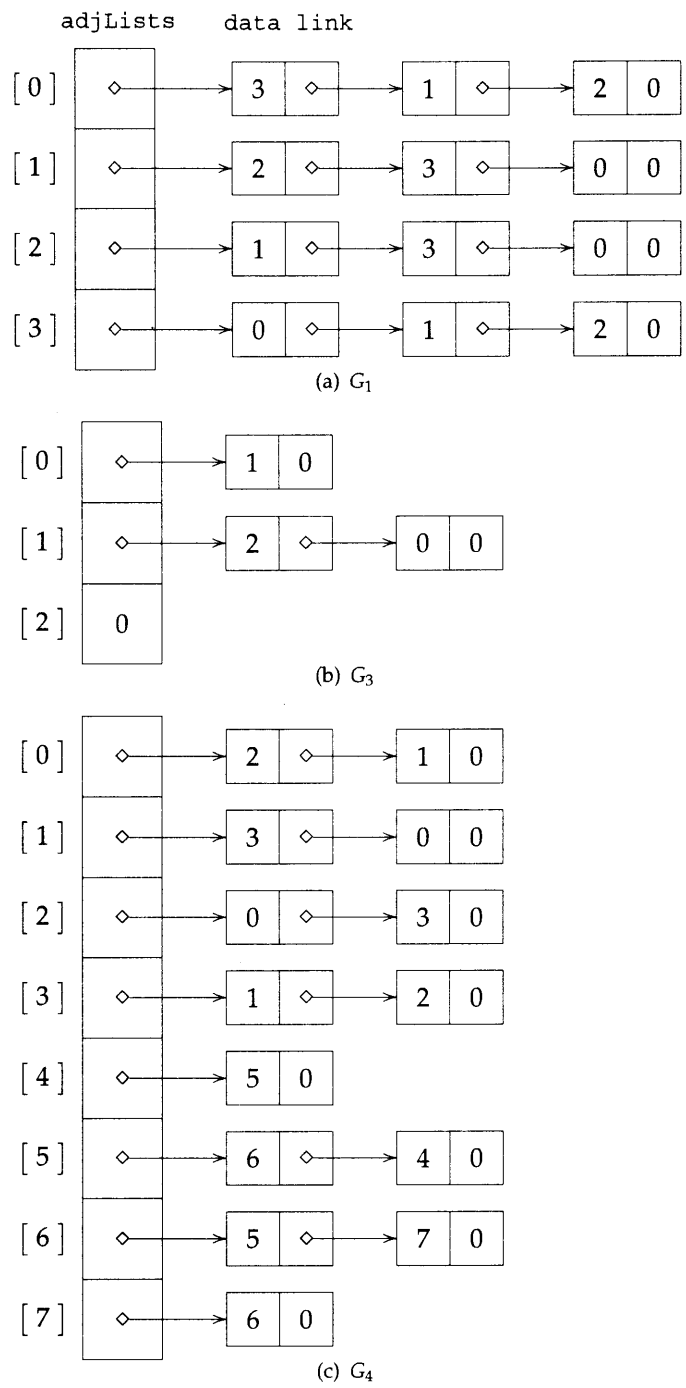 adjLists data link
[0] 3 1 2 0
[1] 2 3 0 0
[2] 1 3 0 0
[3] 0 1 2 0
(a) G1
[0] 1 0
[1] 2 0 0
[2] 0
(b) G3
[0] 2 1 0
[1] 3 0 0
[2] 0 3 0
[3] 1 2 0
[4] 5 0
[5] 6 4 0
[6] 5 7 0
[7] 6 0
(c) G4